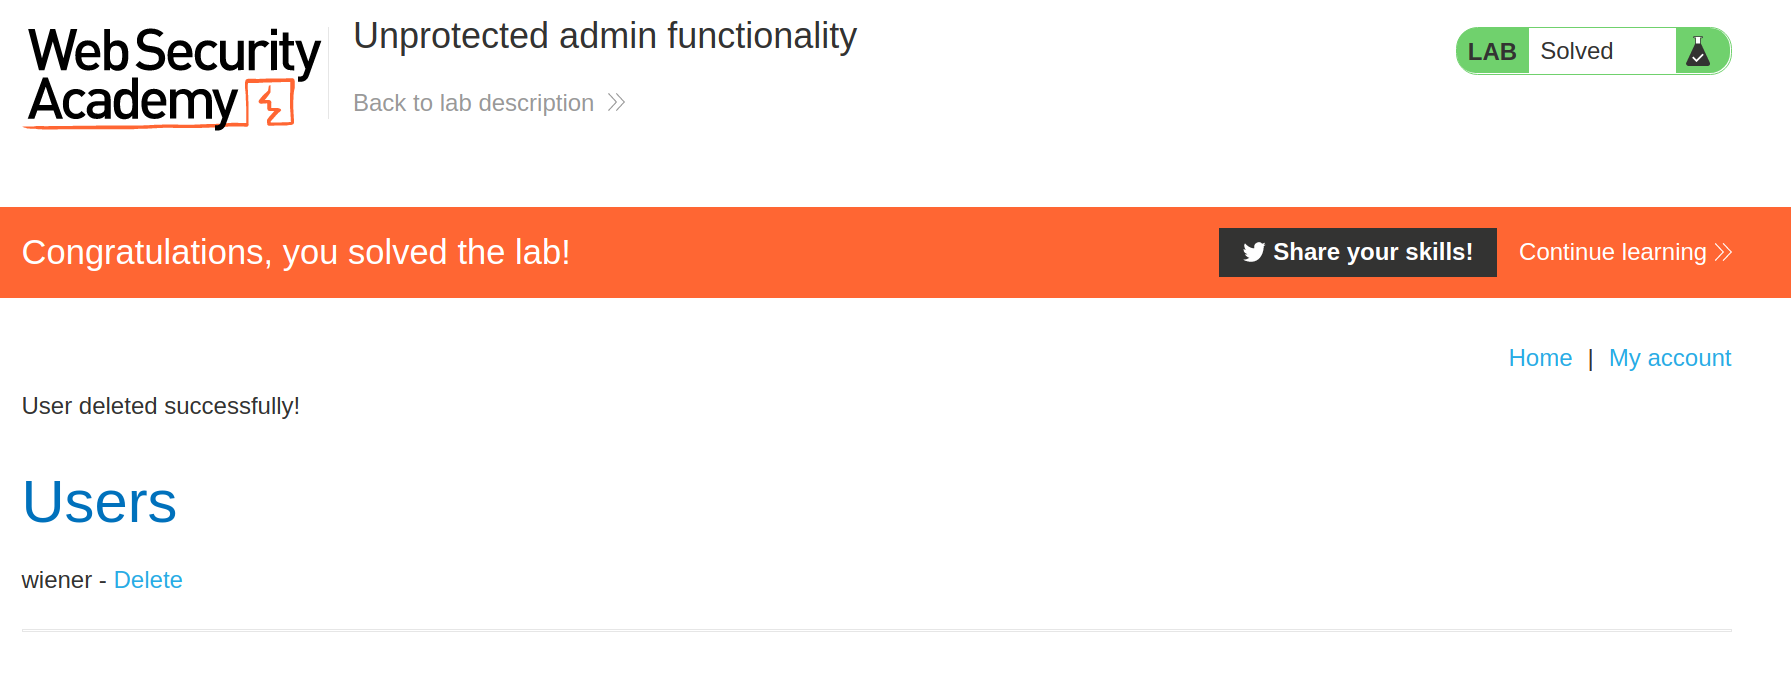 Web Security
Academy
Unprotected admin functionality
Back to lab description
LAB Solved
Congratulations, you solved the lab!
Share your skills!
Continue learning
Home | My account
User deleted successfully!
Users
wiener - Delete